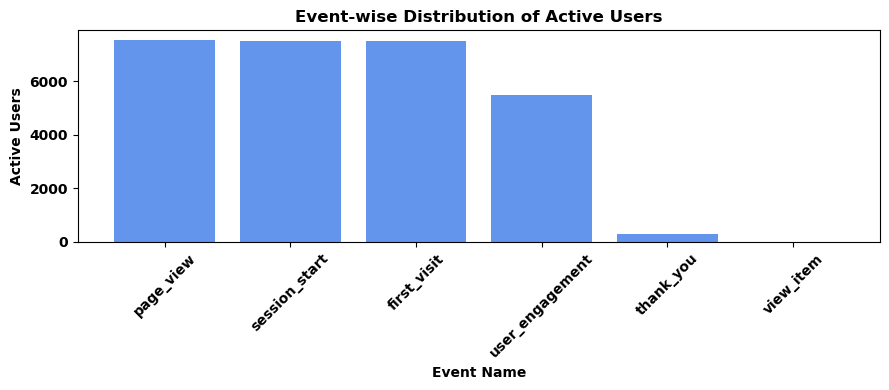 Event-wise Distribution of Active Users
Active Users
6000
4000
2000
0
page_view
session_start
first_visit
user_engagement
thank_you
view_item
Event Name